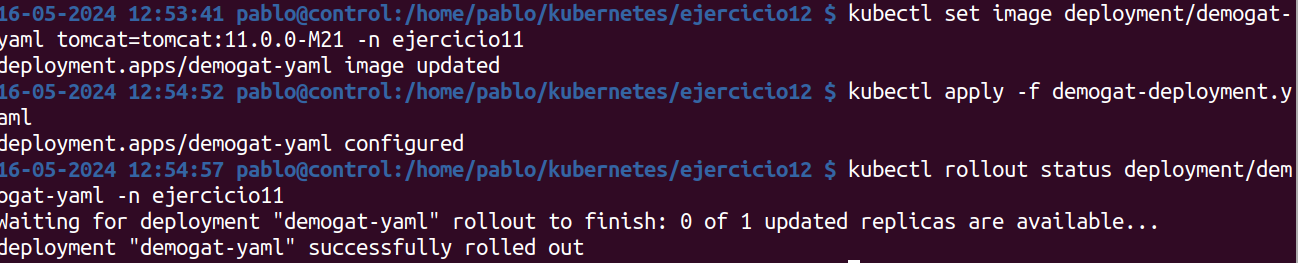 16-05-2024 12:53:41 pablo@control:/home/pablo/kubernetes/ejercicio12 $ kubectl set image deployment/demogat-
yaml tomcat=tomcat:11.0.0-M21 -n ejercicio11
deployment.apps/demogat-yaml image updated
16-05-2024 12:54:52 pablo@control:/home/pablo/kubernetes/ejercicio12 $ kubectl apply -f demogat-deployment.y
aml
deployment.apps/demogat-yaml configured
16-05-2024 12:54:57 pablo@control:/home/pablo/kubernetes/ejercicio12 $ kubectl rollout status deployment/dem
ogat-yaml -n ejercicio11
Waiting for deployment "demogat-yaml" rollout to finish: 0 of 1 updated replicas are available...
deployment "demogat-yaml" successfully rolled out